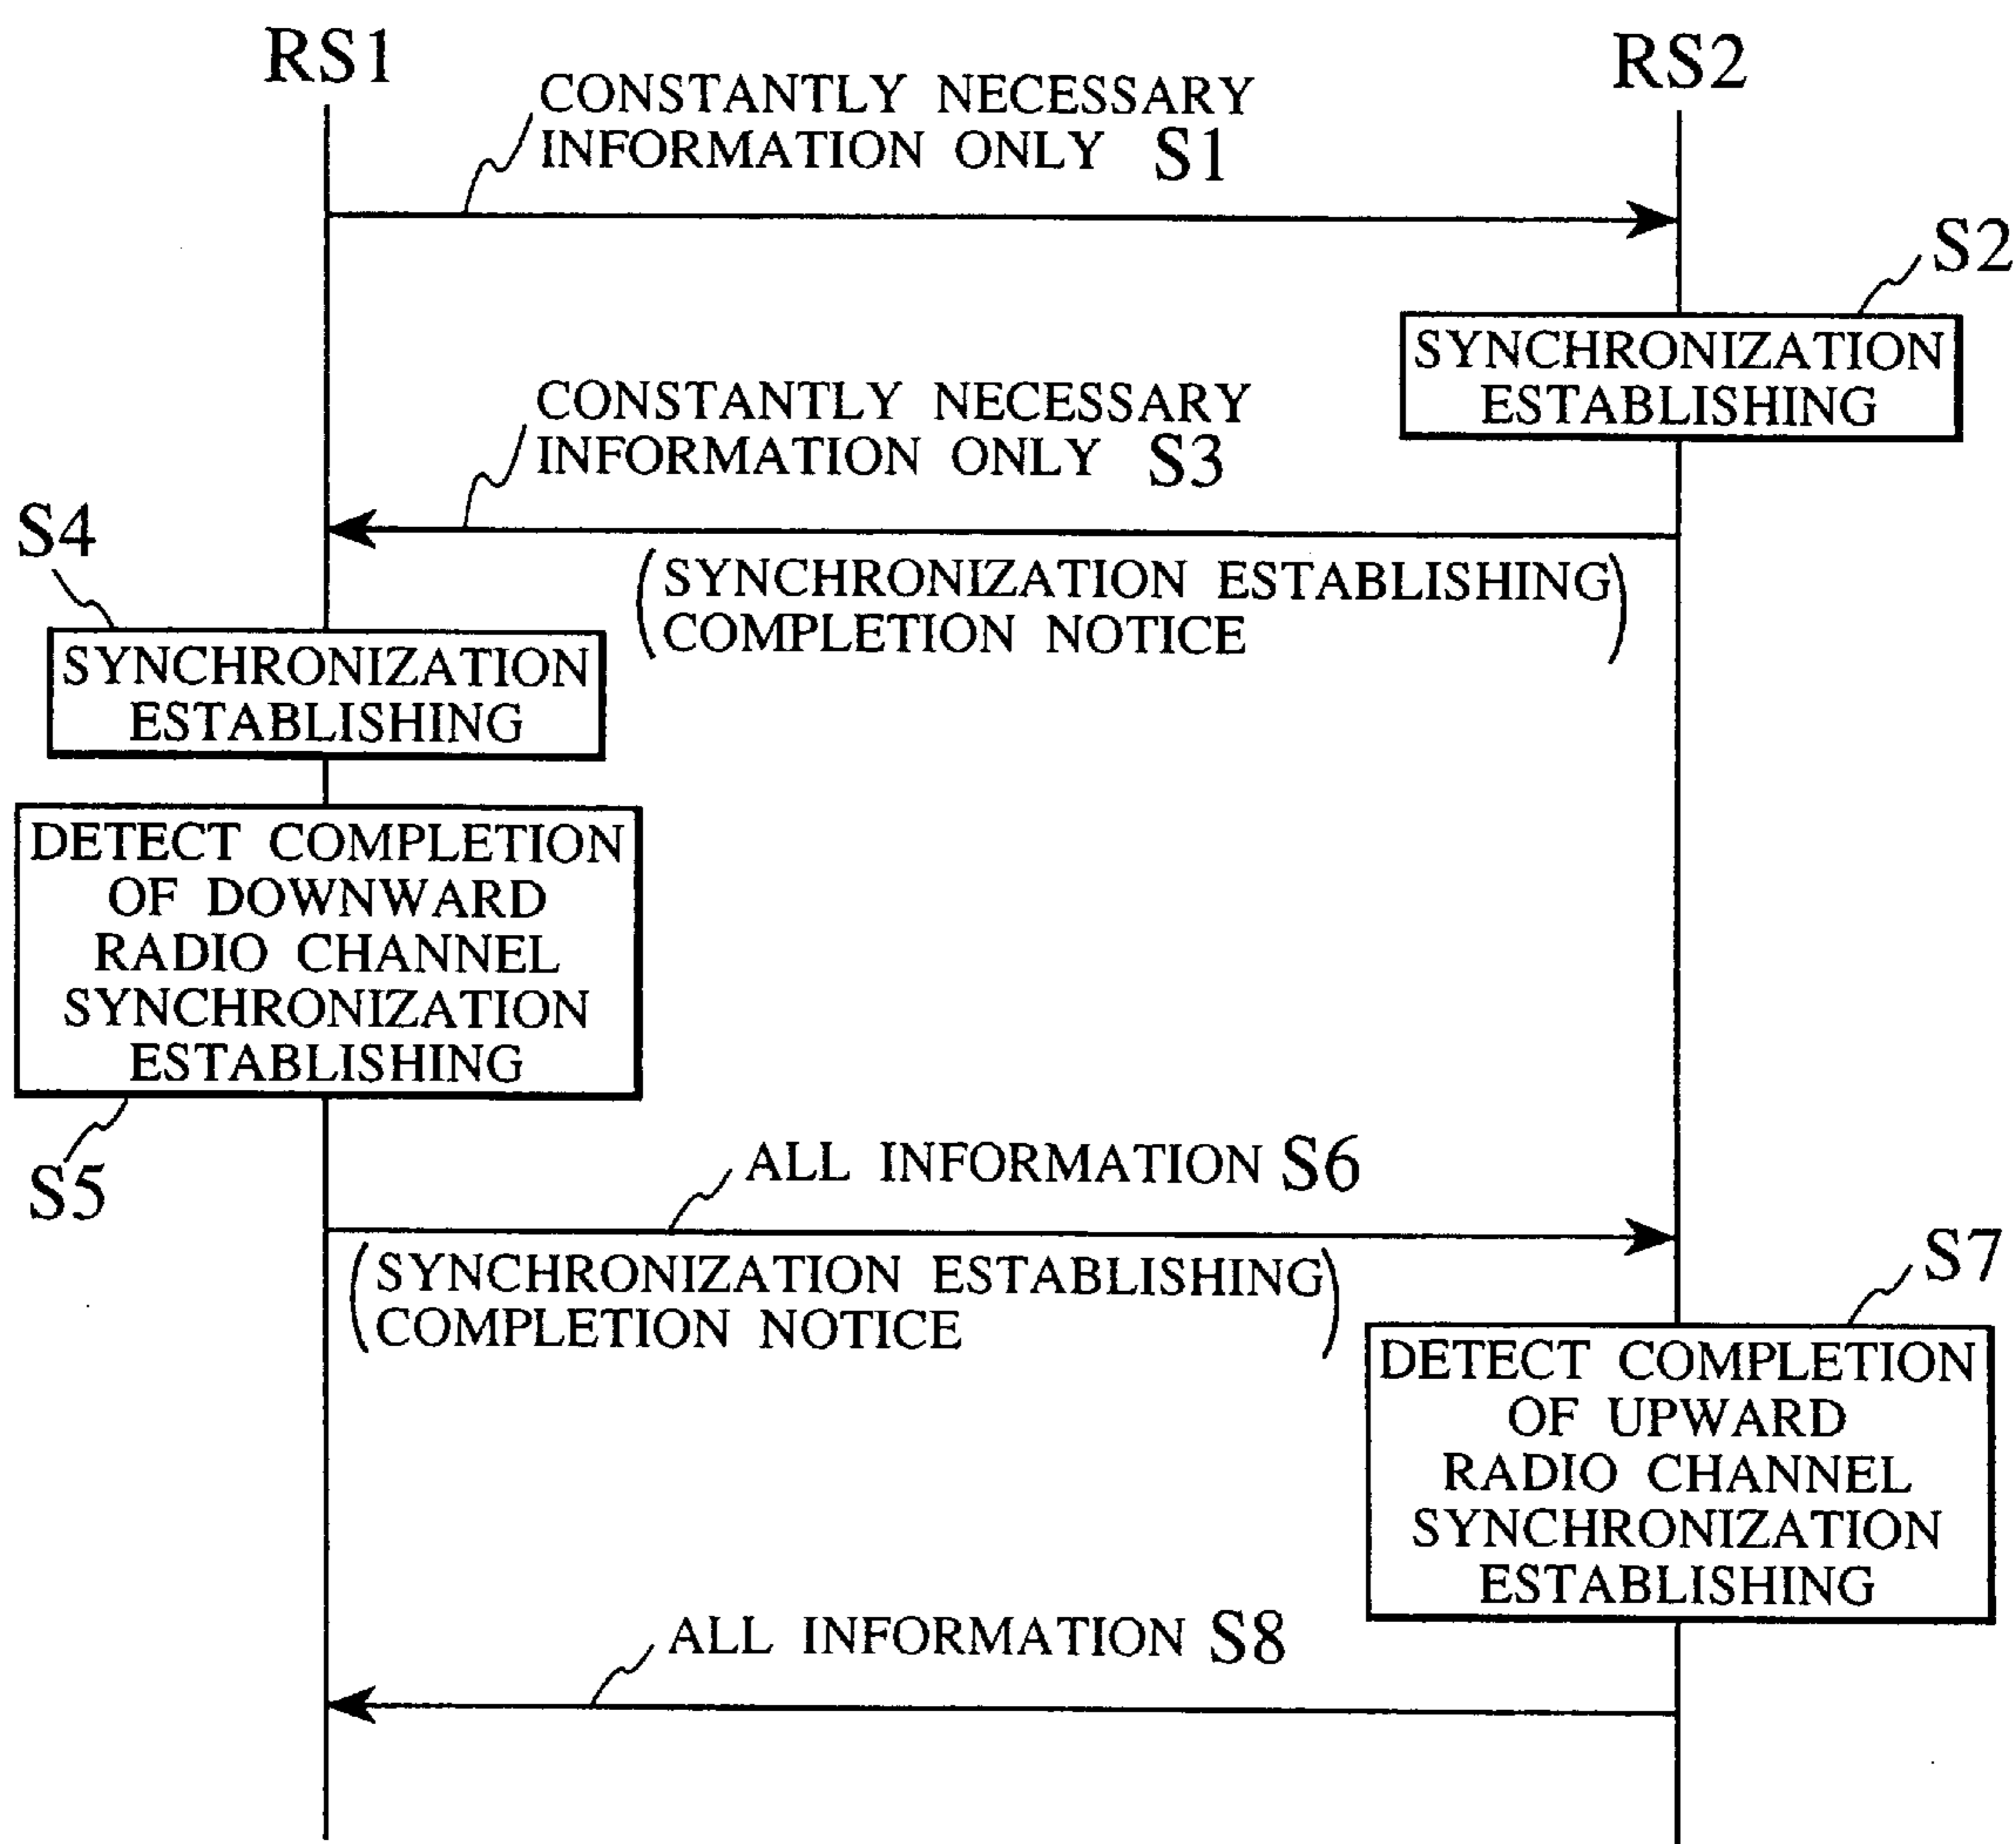 RS1
RS2
CONSTANTLY NECESSARY
INFORMATION ONLY S1
S2
SYNCHRONIZATION
ESTABLISHING
CONSTANTLY NECESSARY
INFORMATION ONLY S3
(SYNCHRONIZATION ESTABLISHING
COMPLETION NOTICE)
S4
SYNCHRONIZATION
ESTABLISHING
DETECT COMPLETION
OF DOWNWARD
RADIO CHANNEL
SYNCHRONIZATION
ESTABLISHING
S5
ALL INFORMATION S6
(SYNCHRONIZATION ESTABLISHING
COMPLETION NOTICE)
S7
DETECT COMPLETION
OF UPWARD
RADIO CHANNEL
SYNCHRONIZATION
ESTABLISHING
ALL INFORMATION S8